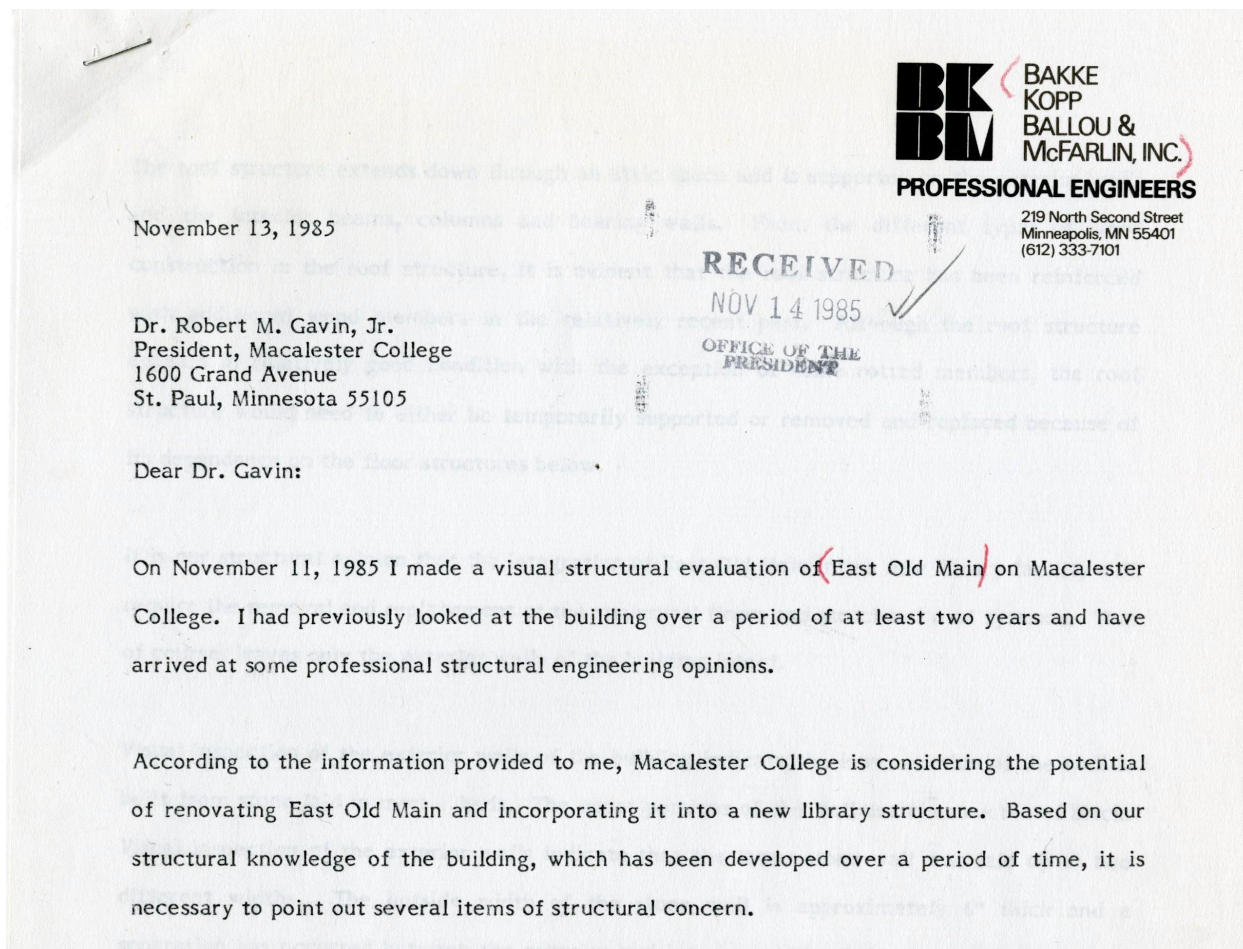 BK
BM
BAKKE
KOPP
BALLOU &
McFARLIN, INC.
PROFESSIONAL ENGINEERS
219 North Second Street
Minneapolis, MN 55401
(612) 333-7101
November 13, 1985
RECEIVED
NOV 14 1985
OFFICE OF THE
PRESIDENT
Dr. Robert M. Gavin, Jr.
President, Macalester College
1600 Grand Avenue
St. Paul, Minnesota 55105
Dear Dr. Gavin:
On November 11, 1985 I made a visual structural evaluation of East Old Main on Macalester
College. I had previously looked at the building over a period of at least two years and have
arrived at some professional structural engineering opinions.
According to the information provided to me, Macalester College is considering the potential
of renovating East Old Main and incorporating it into a new library structure. Based on our
structural knowledge of the building, which has been developed over a period of time, it is
necessary to point out several items of structural concern.